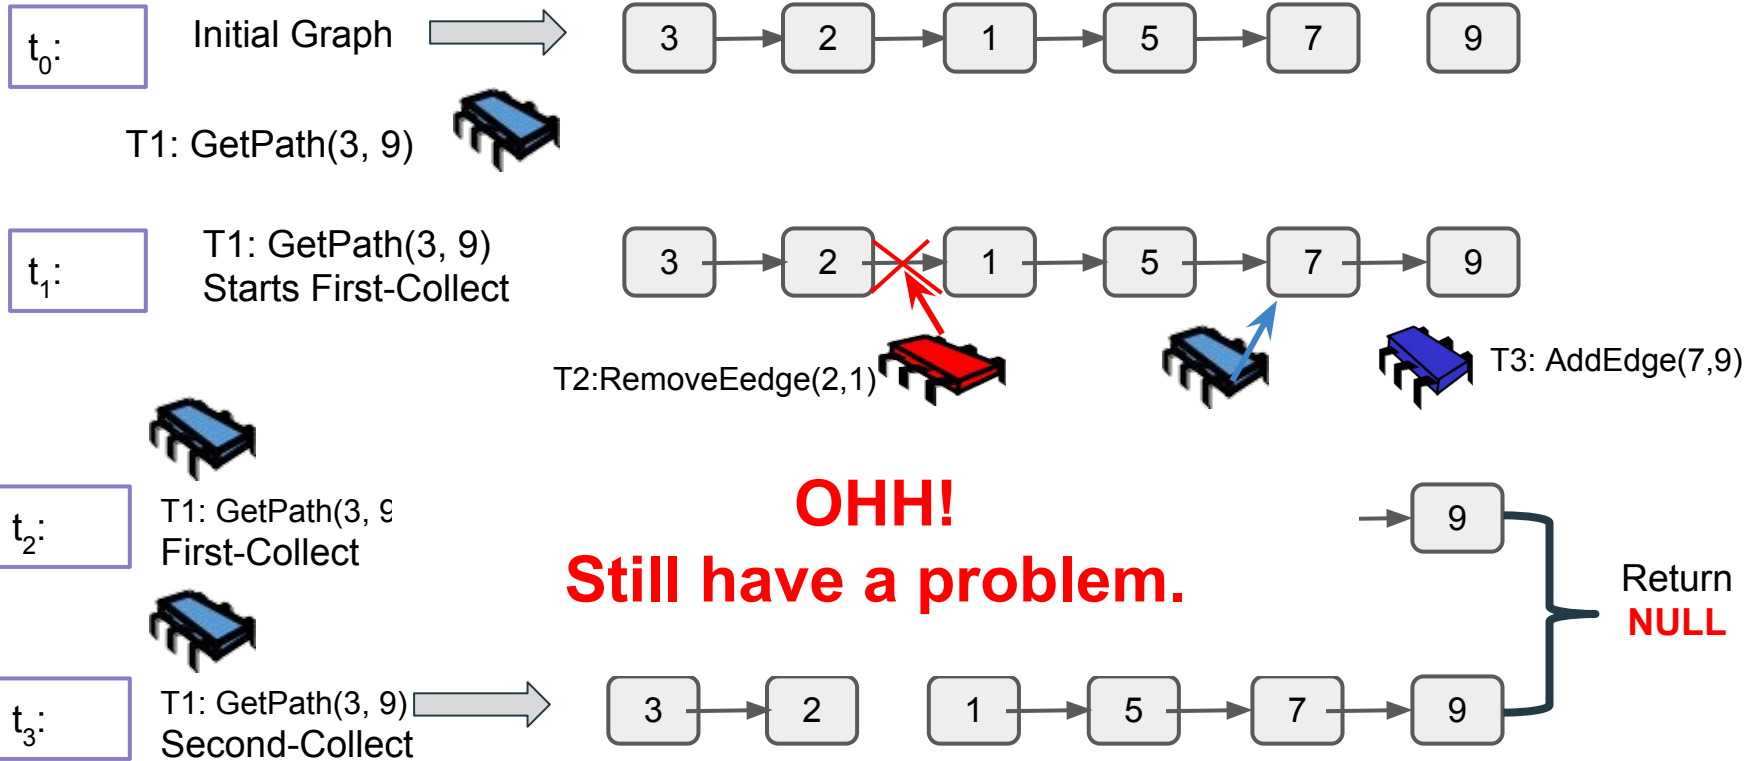 t0:
Initial Graph
3 2 1 5 7 9
T1: GetPath(3, 9)
t1:
T1: GetPath(3, 9)
Starts First-Collect
3 2 1 5 7 9
T2:RemoveEedge(2,1)
T3: AddEdge(7,9)
t2:
T1: GetPath(3, 9
First-Collect
OHH!
Still have a problem.
9
Return
NULL
t3:
T1: GetPath(3, 9)
Second-Collect
3 2 1 5 7 9